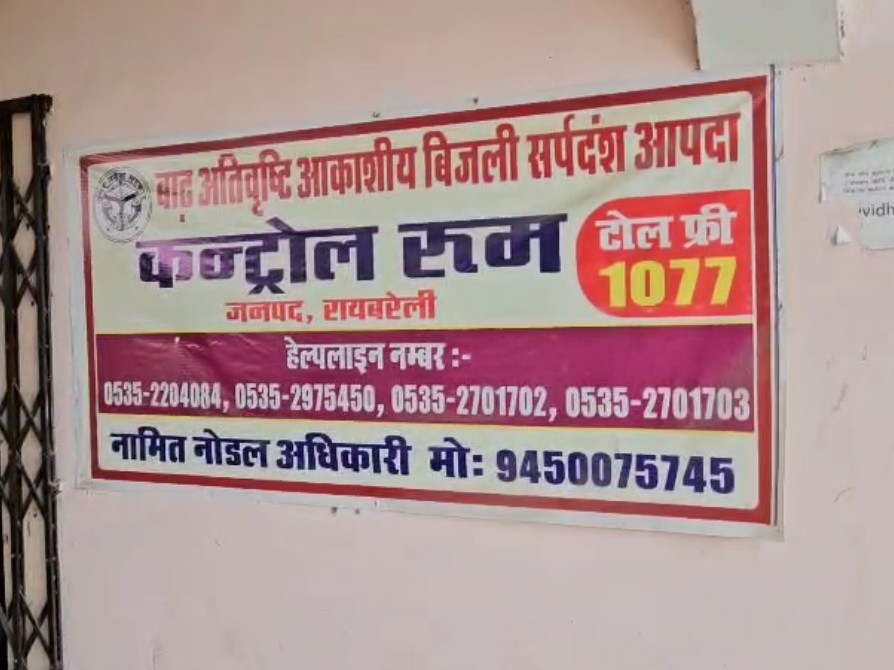 बाढ़ अतिवृष्टि आकाशीय बिजली सर्पदंश आपदा
कन्ट्रोल रूम
टोल फ्री
1077
जनपद, रायबरेली
हेल्पलाइन नम्बर :-
0535-2204084, 0535-2975450, 0535-2701702, 0535-2701703
नामित नोडल अधिकारी मो: 9450075745